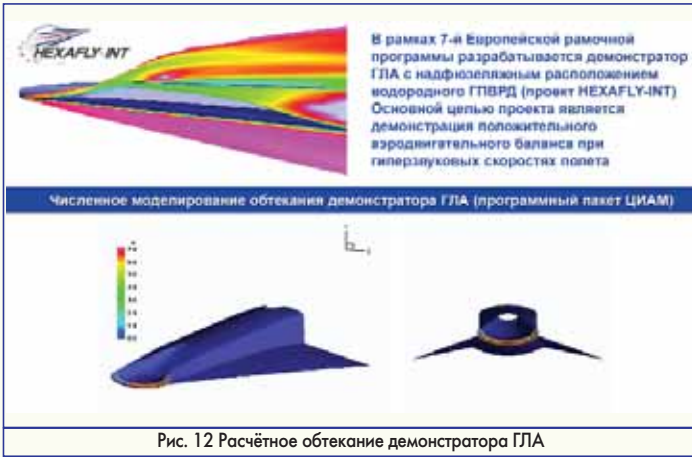 HEXAFLY-INT
В рамках 7-й Европейской рамочной
программы разрабатывается демонстратор
ГЛА с надфюзеляжным расположением
водородного ГПВРД (проект HEXAFLY-INT)
Основной целью проекта является
демонстрация положительного
аэродвигательного баланса при
гиперзвуковых скоростях полета
Численное моделирование обтекания демонстратора ГЛА (программный пакет ЦИАМ)
Рис. 12 Расчётное обтекание демонстратора ГЛА